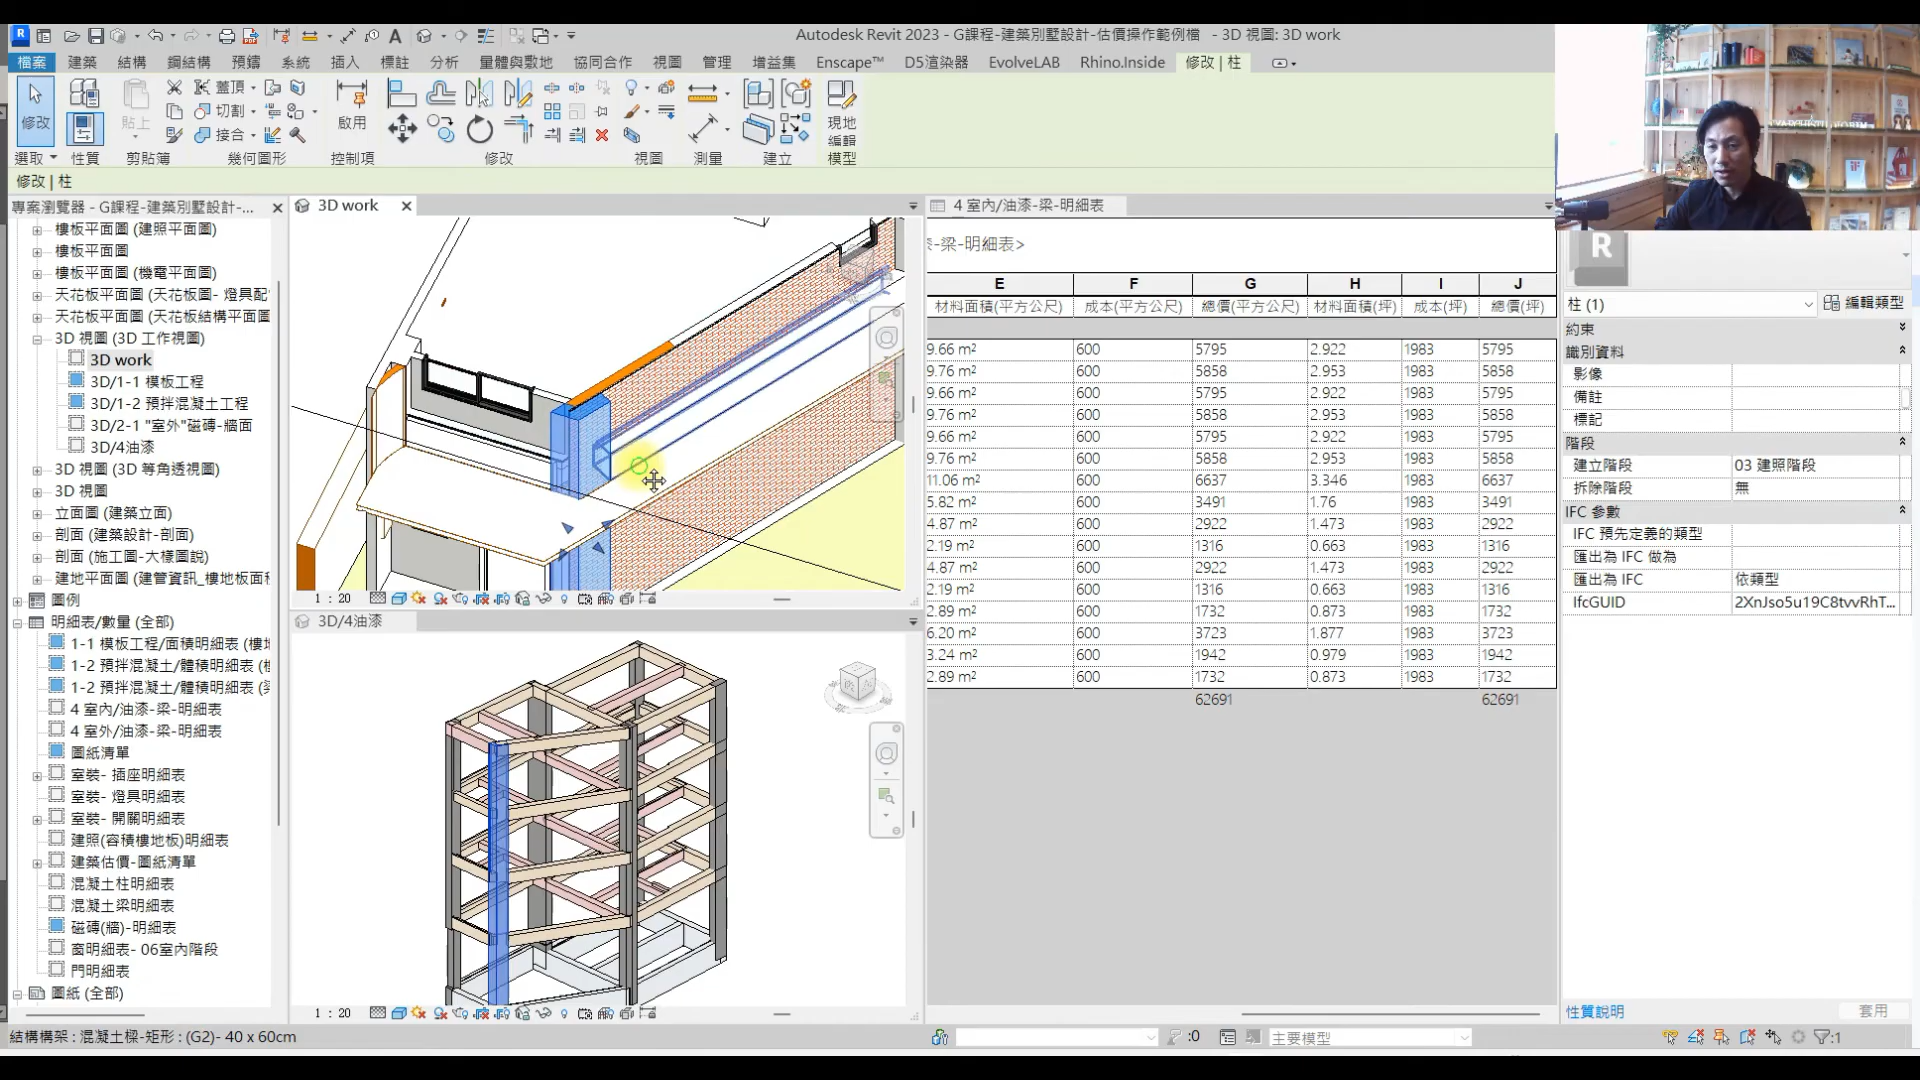 Autodesk Revit 2023 - G課程-建築別墅設計-估價操作範例檔 - 3D 視圖: 3D work
檔案 建築 結構 鋼結構 預鑄 系統 插入 標註 分析 量體與敷地 協同合作 視圖 管理 增益集 Enscape™ D5渲染器 EvolveLAB Rhino.Inside 修改 | 柱
修改 貼上 蓋頂 切割 接合 啟用 現地 編輯
選取 性質 剪貼簿 幾何圖形 控制項 修改 視圖 測量 建立 模型
修改 | 柱
專案瀏覽器 - G課程-建築別墅設計-...
樓板平面圖 (建照平面圖)
樓板平面圖
樓板平面圖 (機電平面圖)
天花板平面圖 (天花板圖- 燈具配
天花板平面圖 (天花板結構平面圖
3D 視圖 (3D 工作視圖)
3D work
3D/1-1 模板工程
3D/1-2 預拌混凝土工程
3D/2-1 "室外"磁磚-牆面
3D/4油漆
3D 視圖 (3D 等角透視圖)
3D 視圖
立面圖 (建築立面)
剖面 (建築設計-剖面)
剖面 (施工圖-大樣圖說)
建地平面圖 (建管資訊_樓地板面積
圖例
明細表/數量 (全部)
1-1 模板工程/面積明細表 (樓地
1-2 預拌混凝土/體積明細表 (樓
1-2 預拌混凝土/體積明細表 (梁
4 室內/油漆-梁-明細表
4 室外/油漆-梁-明細表
圖紙清單
室裝- 插座明細表
室裝- 燈具明細表
室裝- 開關明細表
建照(容積樓地板)明細表
建築估價-圖紙清單
混凝土柱明細表
混凝土梁明細表
磁磚(牆)-明細表
窗明細表- 06室內階段
門明細表
圖紙 (全部)
3D work
1 : 20
3D/4油漆
1 : 20
4 室內/油漆-梁-明細表
-梁-明細表>
E F G H I J
材料面積(平方公尺) 成本(平方公尺) 總價(平方公尺) 材料面積(坪) 成本(坪) 總價(坪)
9.66 m² 600 5795 2.922 1983 5795
9.76 m² 600 5858 2.953 1983 5858
9.66 m² 600 5795 2.922 1983 5795
9.76 m² 600 5858 2.953 1983 5858
9.66 m² 600 5795 2.922 1983 5795
9.76 m² 600 5858 2.953 1983 5858
11.06 m² 600 6637 3.346 1983 6637
5.82 m² 600 3491 1.76 1983 3491
4.87 m² 600 2922 1.473 1983 2922
2.19 m² 600 1316 0.663 1983 1316
4.87 m² 600 2922 1.473 1983 2922
2.19 m² 600 1316 0.663 1983 1316
2.89 m² 600 1732 0.873 1983 1732
6.20 m² 600 3723 1.877 1983 3723
3.24 m² 600 1942 0.979 1983 1942
2.89 m² 600 1732 0.873 1983 1732
62691 62691
R
柱 (1) 編輯類型
約束
識別資料
影像
備註
標記
階段
建立階段 03 建照階段
拆除階段 無
IFC 參數
IFC 預先定義的類型
匯出為 IFC 做為
匯出為 IFC 依類型
IfcGUID 2XnJso5u19C8tvvRhT...
性質說明 套用
結構構架 : 混凝土樑-矩形 : (G2)- 40 x 60cm
:0 主要模型 :1